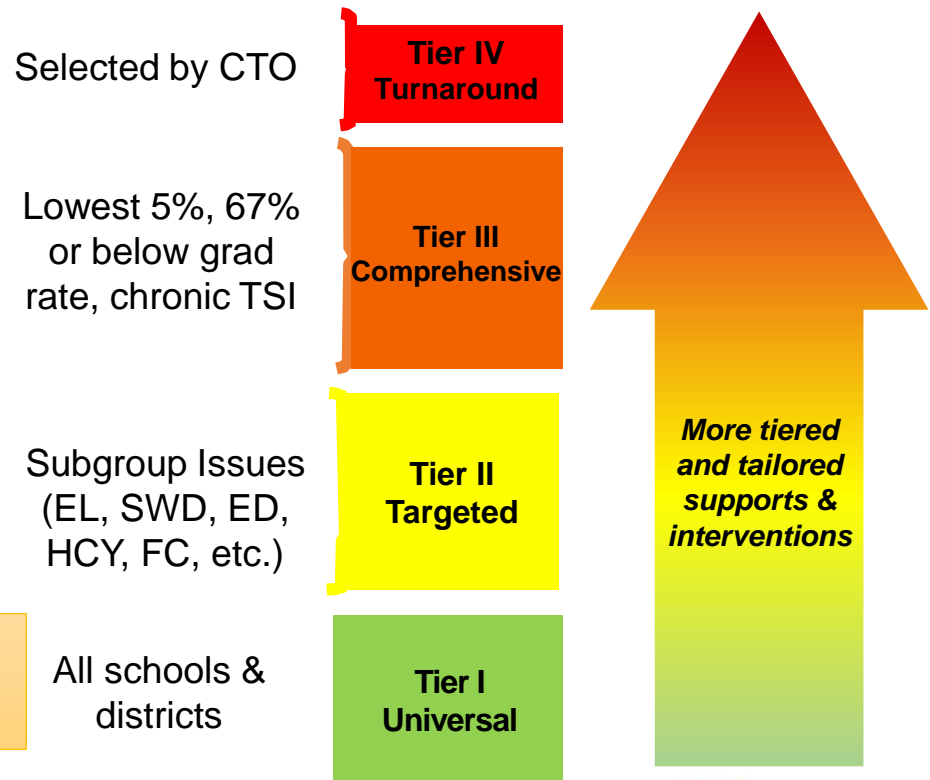 Selected by CTO
Tier IV
Turnaround
Lowest 5%, 67%
or below grad
rate, chronic TSI
Tier III
Comprehensive
Subgroup Issues
(EL, SWD, ED,
HCY, FC, etc.)
Tier II
Targeted
More tiered
and tailored
supports &
interventions
All schools &
districts
Tier I
Universal